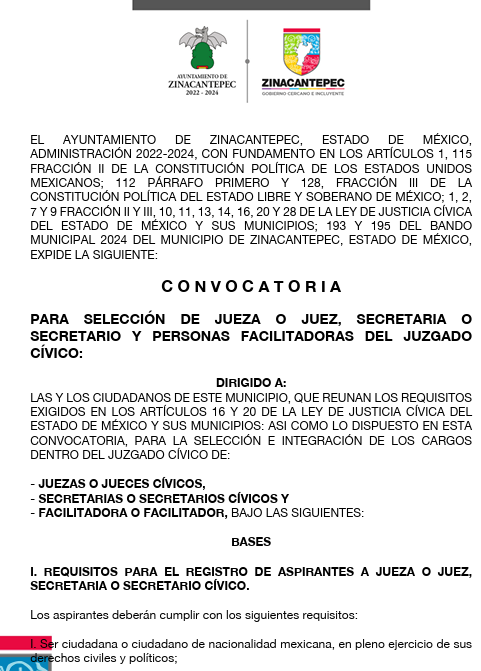 AYUNTAMIENTO DE
ZINACANTEPEC
2022 - 2024
ZINACANTEPEC
GOBIERNO CERCANO E INCLUYENTE
EL AYUNTAMIENTO DE ZINACANTEPEC, ESTADO DE MÉXICO,
ADMINISTRACIÓN 2022-2024, CON FUNDAMENTO EN LOS ARTÍCULOS 1, 115
FRACCIÓN II DE LA CONSTITUCIÓN POLÍTICA DE LOS ESTADOS UNIDOS
MEXICANOS; 112 PÁRRAFO PRIMERO Y 128, FRACCIÓN III DE LA
CONSTITUCIÓN POLÍTICA DEL ESTADO LIBRE Y SOBERANO DE MÉXICO; 1, 2,
7 Y 9 FRACCIÓN II Y III, 10, 11, 13, 14, 16, 20 Y 28 DE LA LEY DE JUSTICIA CÍVICA
DEL ESTADO DE MÉXICO Y SUS MUNICIPIOS; 193 Y 195 DEL BANDO
MUNICIPAL 2024 DEL MUNICIPIO DE ZINACANTEPEC, ESTADO DE MÉXICO,
EXPIDE LA SIGUIENTE:
C O N V O C A T O R I A
PARA SELECCIÓN DE JUEZA O JUEZ, SECRETARIA O
SECRETARIO Y PERSONAS FACILITADORAS DEL JUZGADO
CÍVICO:
DIRIGIDO A:
LAS Y LOS CIUDADANOS DE ESTE MUNICIPIO, QUE REUNAN LOS REQUISITOS
EXIGIDOS EN LOS ARTÍCULOS 16 Y 20 DE LA LEY DE JUSTICIA CÍVICA DEL
ESTADO DE MÉXICO Y SUS MUNICIPIOS: ASI COMO LO DISPUESTO EN ESTA
CONVOCATORIA, PARA LA SELECCIÓN E INTEGRACIÓN DE LOS CARGOS
DENTRO DEL JUZGADO CÍVICO DE:
- JUEZAS O JUECES CÍVICOS,
- SECRETARIAS O SECRETARIOS CÍVICOS Y
- FACILITADORA O FACILITADOR, BAJO LAS SIGUIENTES:
BASES
I. REQUISITOS PARA EL REGISTRO DE ASPIRANTES A JUEZA O JUEZ,
SECRETARIA O SECRETARIO CÍVICO.
Los aspirantes deberán cumplir con los siguientes requisitos:
I. Ser ciudadana o ciudadano de nacionalidad mexicana, en pleno ejercicio de sus
derechos civiles y políticos;